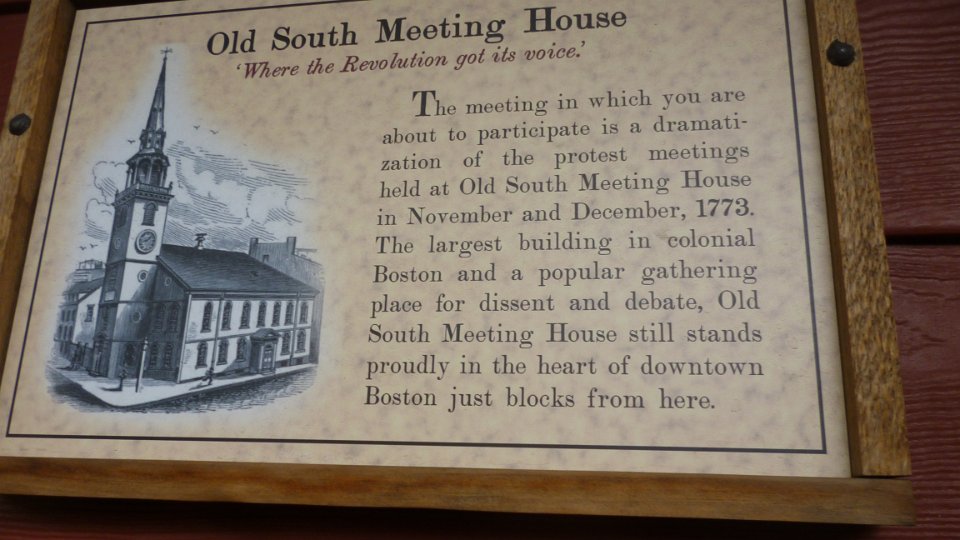 Old South Meeting House
'Where the Revolution got its voice.'
The meeting in which you are
about to participate is a dramati-
zation of the protest meetings
held at Old South Meeting House
in November and December, 1773.
The largest building in colonial
Boston and a popular gathering
place for dissent and debate, Old
South Meeting House still stands
proudly in the heart of downtown
Boston just blocks from here.